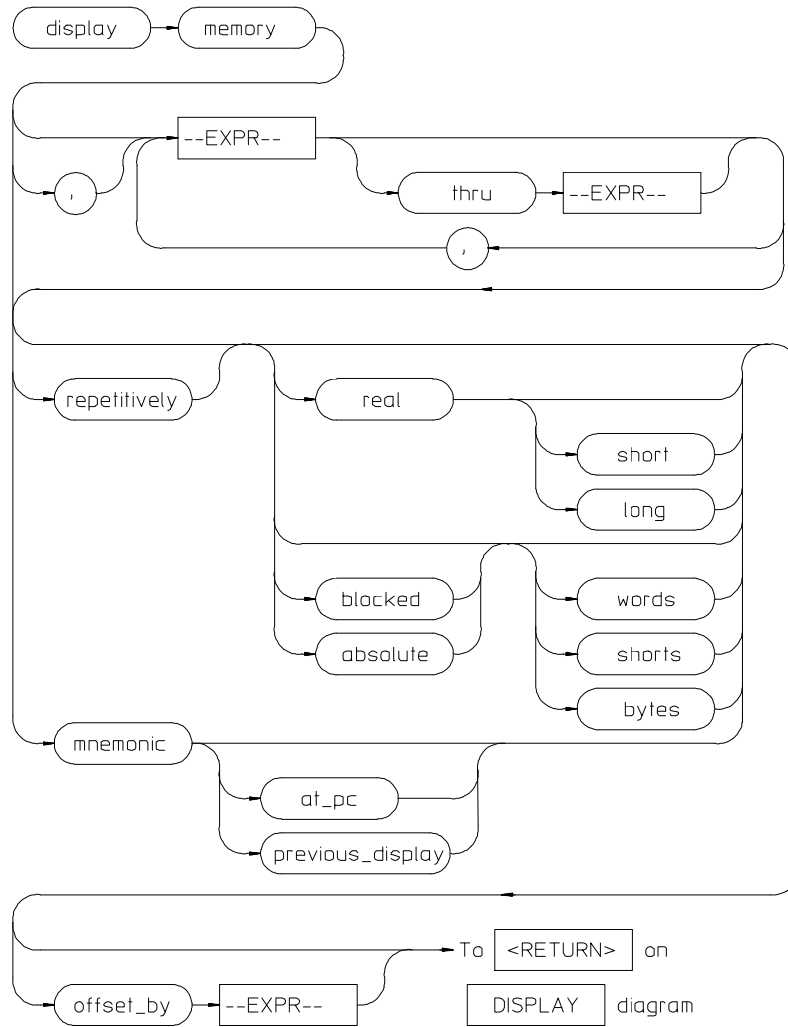 display memory
--EXPR--
, thru --EXPR--
,
repetitively real
short
long
blocked words
absolute shorts
bytes
mnemonic
at_pc
previous_display
To <RETURN> on
offset_by --EXPR-- DISPLAY diagram